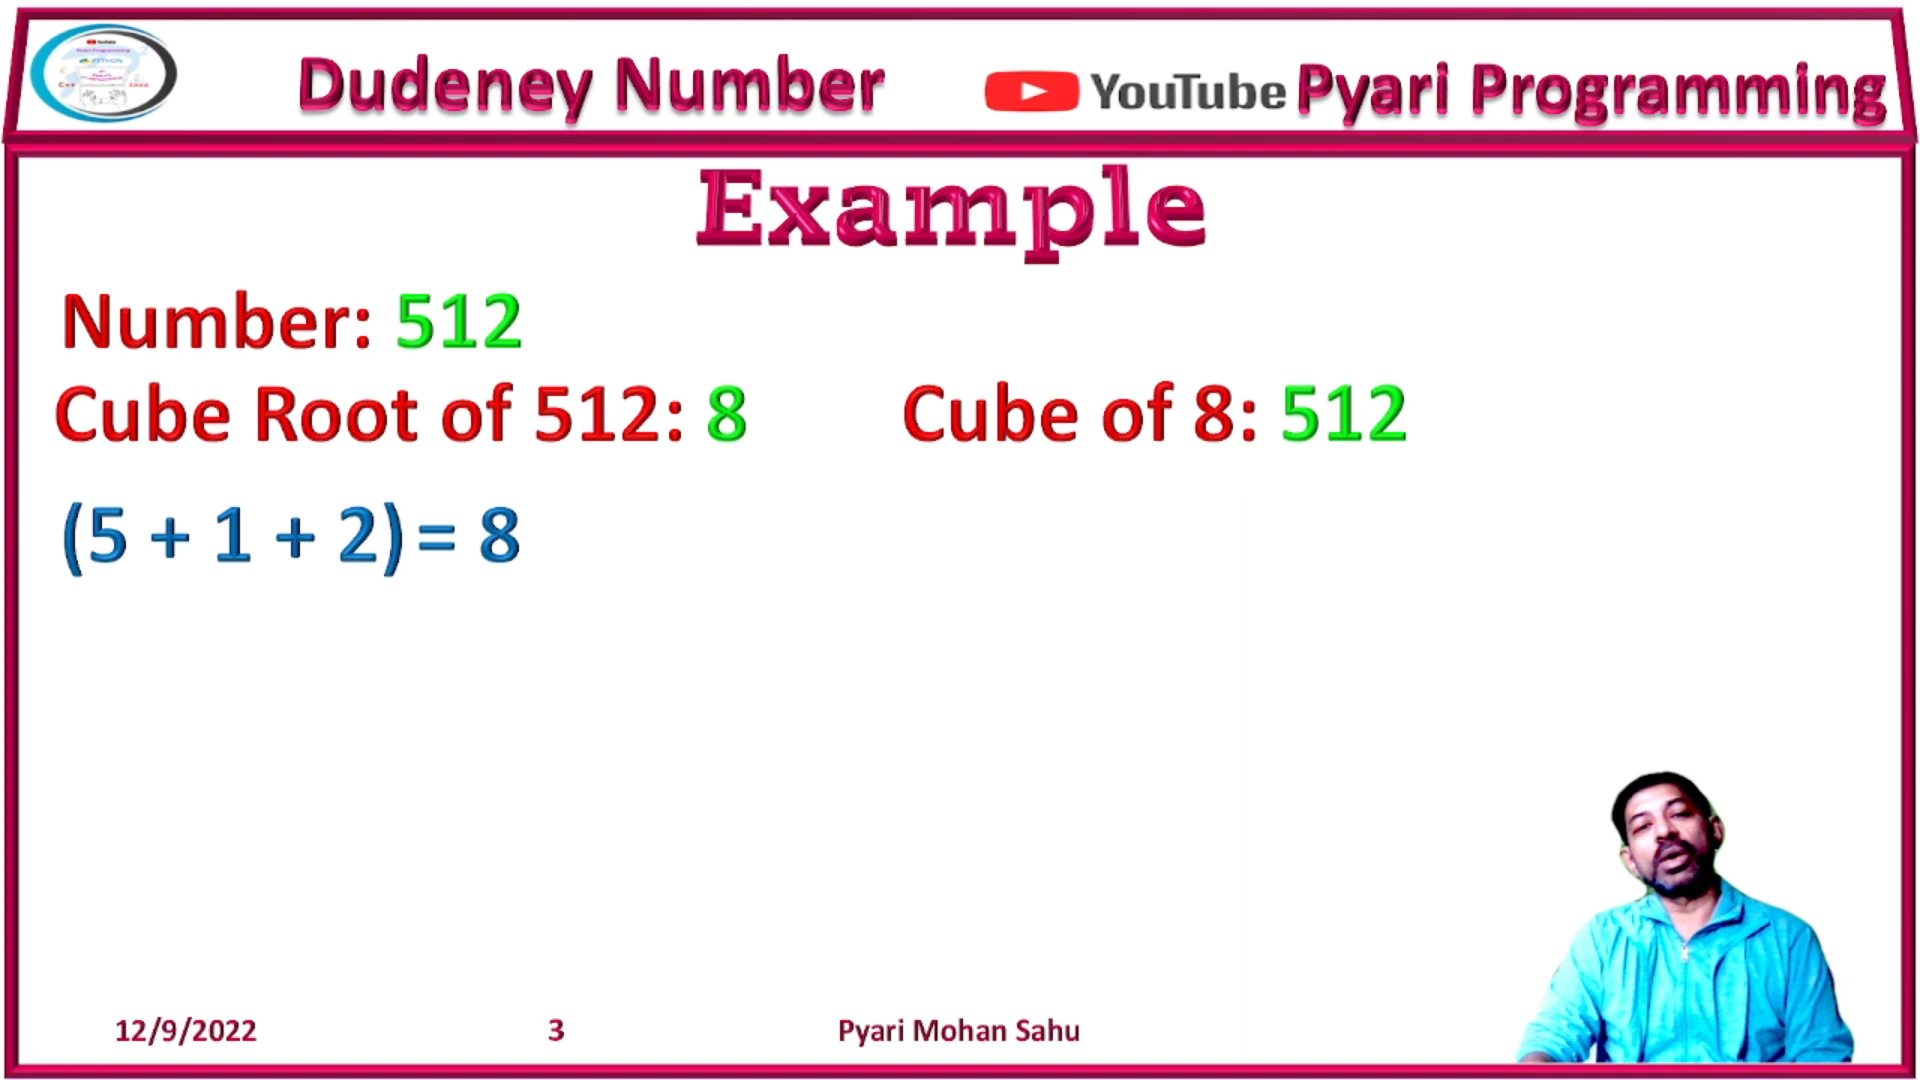 Dudeney Number
YouTube Pyari Programming
Example
Number: 512
Cube Root of 512: 8
Cube of 8: 512
(5 + 1 + 2) = 8
12/9/2022
3
Pyari Mohan Sahu